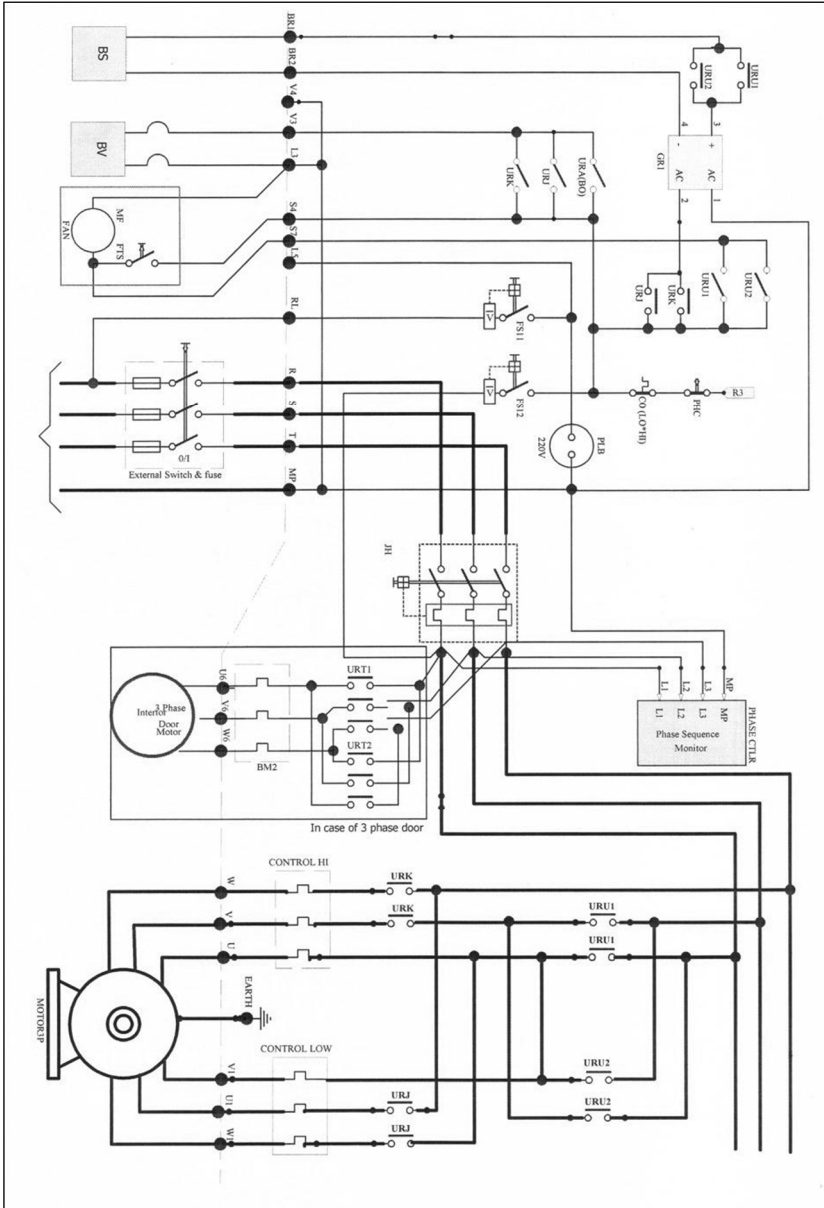 BS
BR1
BR2
V4
V3
BV
L3
URU2
URU1
4
3
-
+
GR1
AC
AC
2
1
URK
URJ
URA(BO)
MF
FAN
FTS
S4
S7
L5
URJ
URK
URU1
URU2
RL
IV
FS11
R
S
T
MP
IV
FS12
CO (LO*HI)
PHC
R3
0/I
External Switch & fuse
PLB
220V
JH
U6
V6
W6
3 Phase
Interior
Door
Motor
BM2
URT1
URT2
In case of 3 phase door
L1
L2
L3
MP
L1
L2
L3
MP
Phase Sequence
Monitor
PHASE CTLR
CONTROL HI
W
URK
V
URK
URU1
U
URU1
EARTH
MOTOR3P
CONTROL LOW
V1
URU2
U1
URJ
URU2
W1
URJ